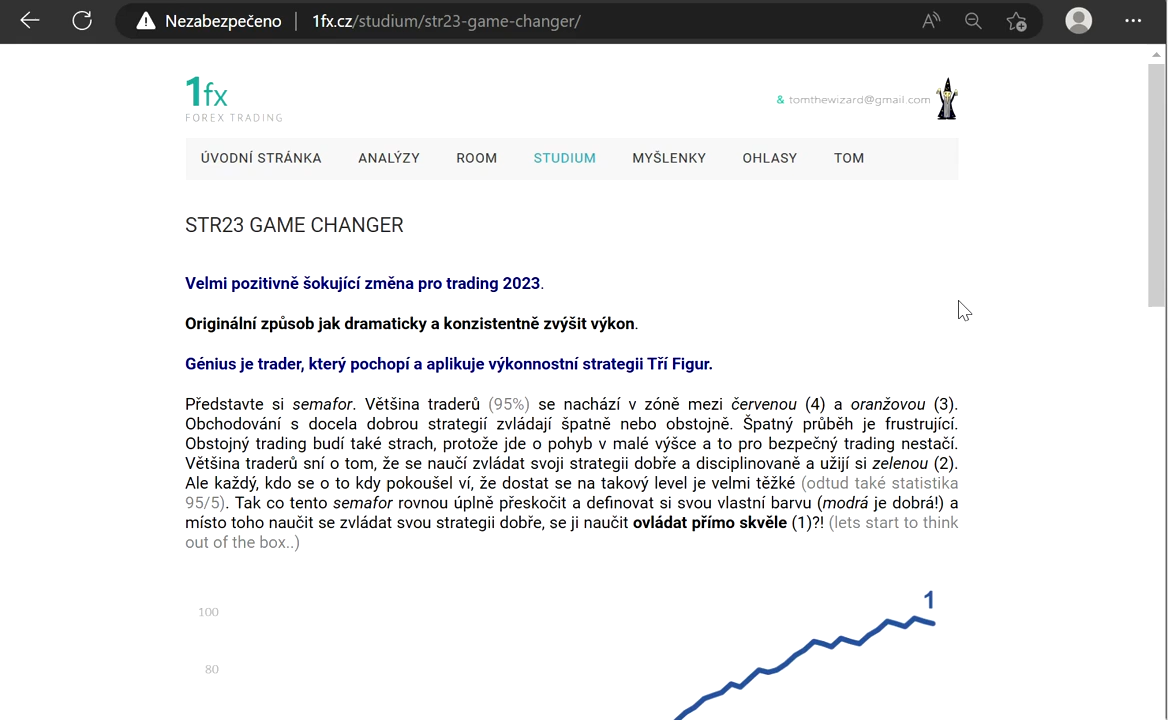 Nezabezpečeno | 1fx.cz/studium/str23-game-changer/
1fx
FOREX TRADING
& tomthewizard@gmail.com
ÚVODNÍ STRÁNKA ANALÝZY ROOM STUDIUM MYŠLENKY OHLASY TOM
STR23 GAME CHANGER
Velmi pozitivně šokující změna pro trading 2023.
Originální způsob jak dramaticky a konzistentně zvýšit výkon.
Génius je trader, který pochopí a aplikuje výkonnostní strategii Tří Figur.
Představte si semafor. Většina traderů (95%) se nachází v zóně mezi červenou (4) a oranžovou (3).
Obchodování s docela dobrou strategií zvládají špatně nebo obstojně. Špatný průběh je frustrující.
Obstojný trading budí také strach, protože jde o pohyb v malé výšce a to pro bezpečný trading nestačí.
Většina traderů sní o tom, že se naučí zvládat svoji strategii dobře a disciplinovaně a užijí si zelenou (2).
Ale každý, kdo se o to kdy pokoušel ví, že dostat se na takový level je velmi těžké (odtud také statistika
95/5). Tak co tento semafor rovnou úplně přeskočit a definovat si svou vlastní barvu (modrá je dobrá!) a
místo toho naučit se zvládat svou strategii dobře, se ji naučit ovládat přímo skvěle (1)?! (lets start to think
out of the box..)
1
100
80